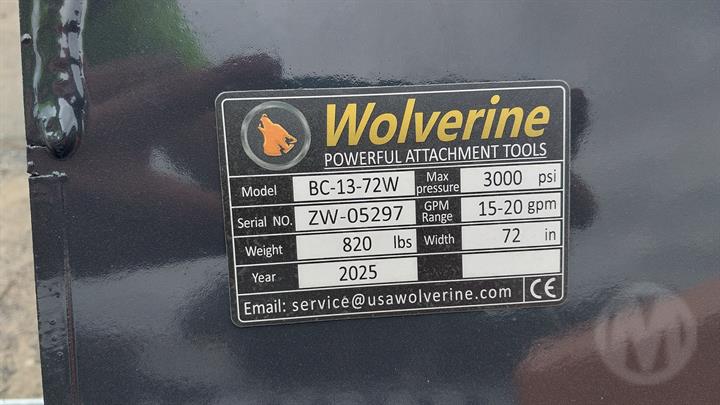 Wolverine
POWERFUL ATTACHMENT TOOLS
Model BC-13-72W Max pressure 3000 psi
Serial NO. ZW-05297 GPM Range 15-20 gpm
Weight 820 lbs Width 72 in
Year 2025
Email: service@usawolverine.com CE
M